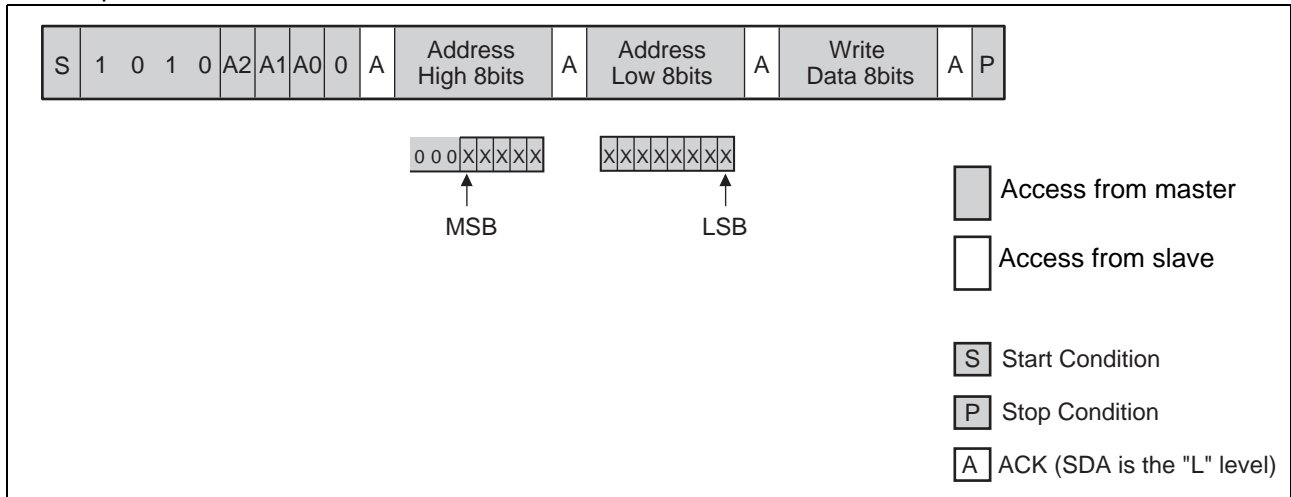 S 1 0 1 0 A2 A1 A0 0 A Address High 8bits A Address Low 8bits A Write Data 8bits A P
0 0 0 X X X X X X X X X X X X X
MSB LSB
Access from master
Access from slave
S Start Condition
P Stop Condition
A ACK (SDA is the "L" level)